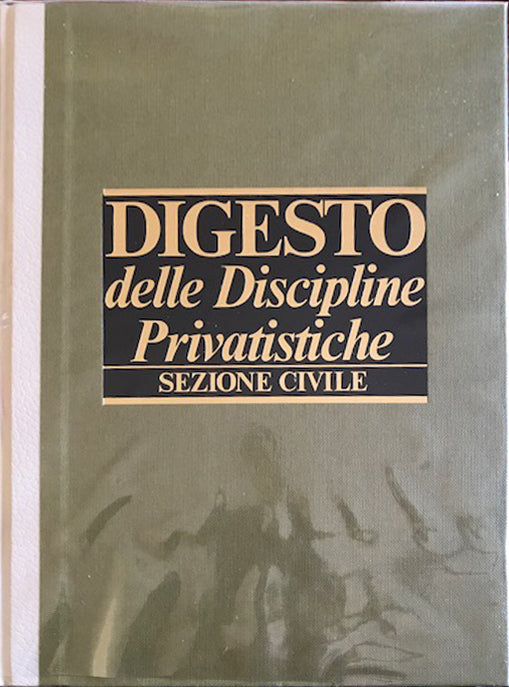 DIGESTO
delle Discipline
Privatistiche
SEZIONE CIVILE